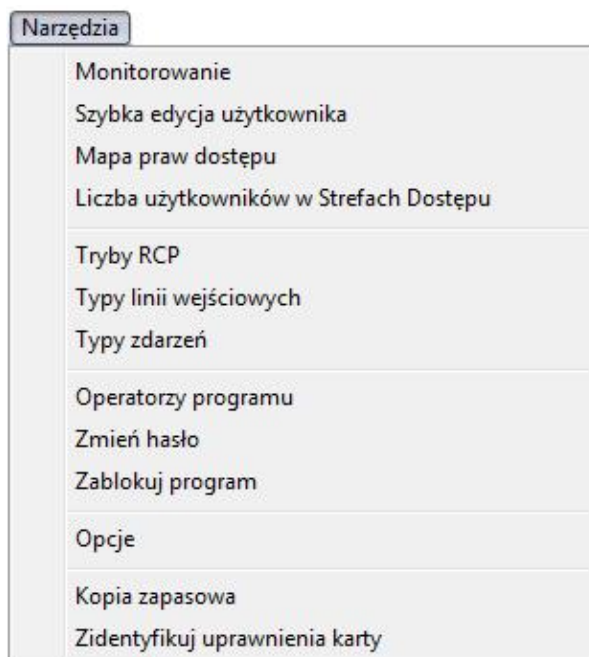 Narzędzia
Monitorowanie
Szybka edycja użytkownika
Mapa praw dostępu
Liczba użytkowników w Strefach Dostępu
Tryby RCP
Typy linii wejściowych
Typy zdarzeń
Operatorzy programu
Zmień hasło
Zablokuj program
Opcje
Kopia zapasowa
Zidentyfikuj uprawnienia karty